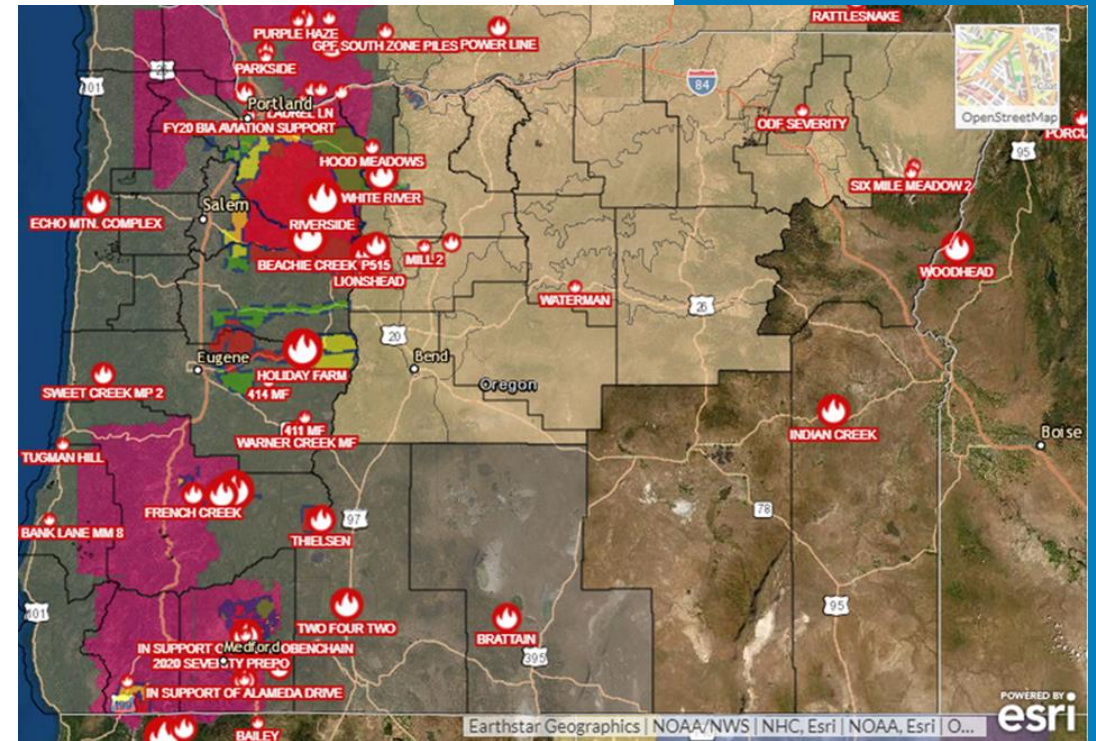 RATTLESNAKE
PURPLE HAZE
GPF SOUTH ZONE PILES
POWER LINE
PARKSIDE
101
26
84
OpenStreetMap
Portland
LAUREL LN
FY20 BIA AVIATION SUPPORT
ODF SEVERITY
95
HOOD MEADOWS
WHITE RIVER
SIX MILE MEADOW 2
Salem
ECHO MTN. COMPLEX
RIVERSIDE
BEACHIE CREEK
P515
MILL 2
LIONSHEAD
WOODHEAD
WATERMAN
26
20
Eugene
Bend
HOLIDAY FARM
Oregon
414 MF
SWEET CREEK MP 2
411 MF
WARNER CREEK MF
INDIAN CREEK
Boise
TUGMAN HILL
FRENCH CREEK
78
97
BANK LANE MM 8
THIELSEN
101
95
TWO FOUR TWO
BRATTAIN
IN SUPPORT
OBENCHAIN
Medford
395
2020 SEVERITY PREPO
IN SUPPORT OF ALAMEDA DRIVE
199
BAILEY
Earthstar Geographics | NOAA/NWS | NHC, Esri | NOAA, Esri | O...
POWERED BY
esri